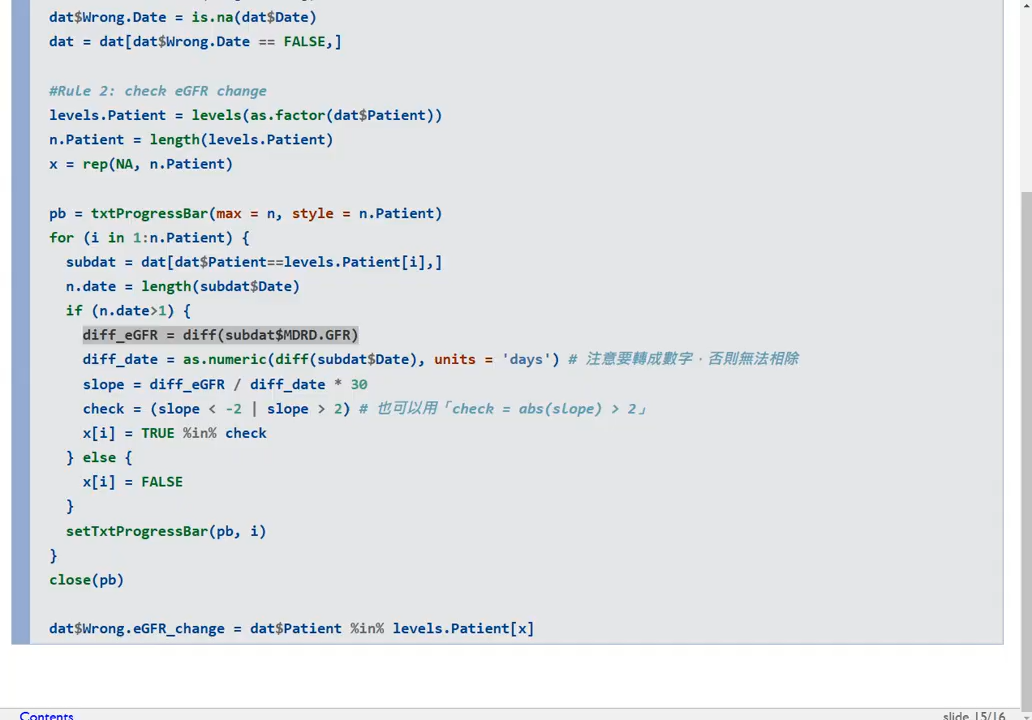 dat$Wrong.Date = is.na(dat$Date)
dat = dat[dat$Wrong.Date == FALSE,]
#Rule 2: check eGFR change
levels.Patient = levels(as.factor(dat$Patient))
n.Patient = length(levels.Patient)
x = rep(NA, n.Patient)
pb = txtProgressBar(max = n, style = n.Patient)
for (i in 1:n.Patient) {
subdat = dat[dat$Patient==levels.Patient[i],]
n.date = length(subdat$Date)
if (n.date>1) {
diff_eGFR = diff(subdat$MDRD.GFR)
diff_date = as.numeric(diff(subdat$Date), units = 'days') # 注意要轉成數字，否則無法相除
slope = diff_eGFR / diff_date * 30
check = (slope < -2 | slope > 2) # 也可以用「check = abs(slope) > 2」
x[i] = TRUE %in% check
} else {
x[i] = FALSE
}
setTxtProgressBar(pb, i)
}
close(pb)
dat$Wrong.eGFR_change = dat$Patient %in% levels.Patient[x]
Contents
slide 15/16